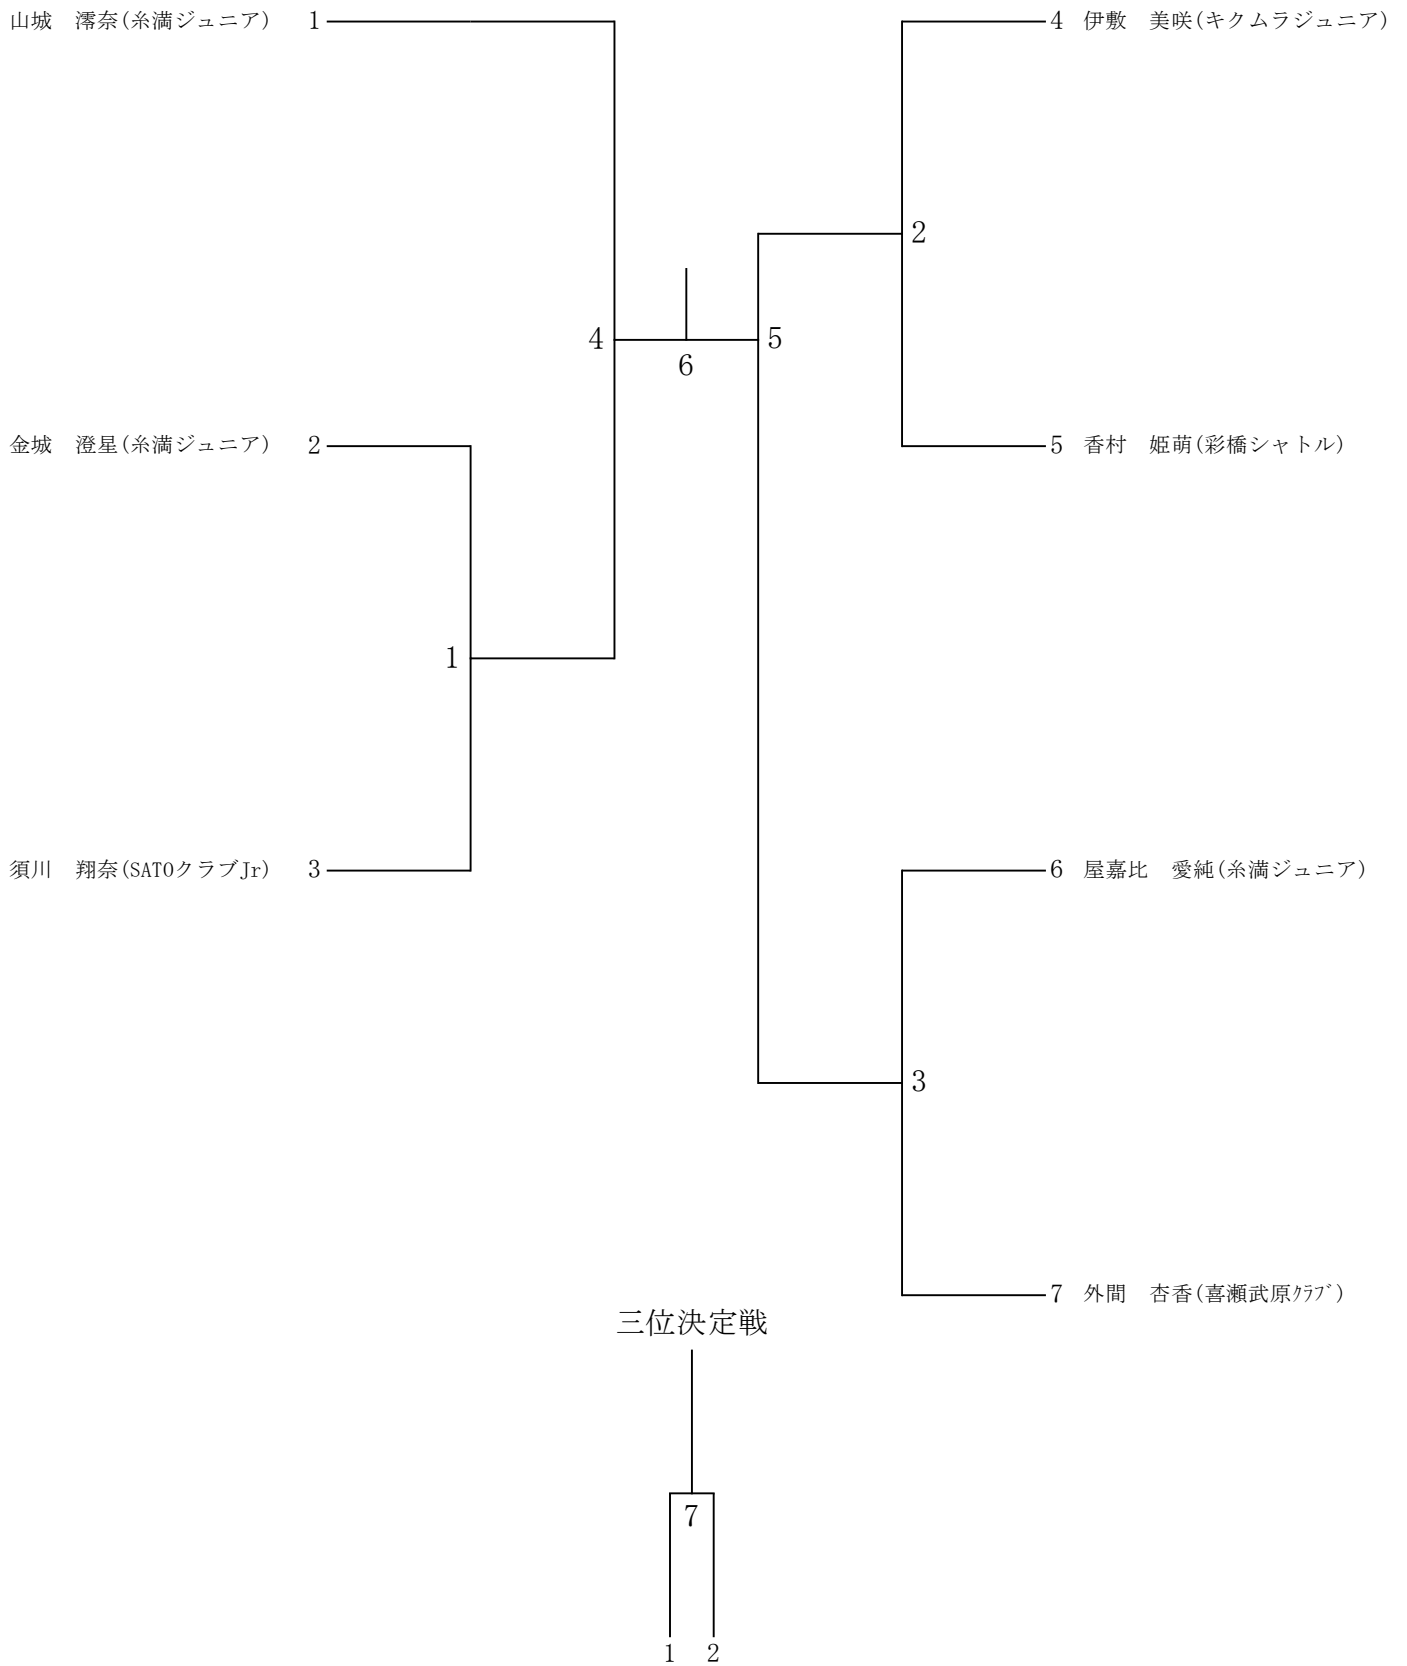 山城　澪奈(糸満ジュニア)　1
4　伊敷　美咲(キクムラジュニア)
2
4
5
6
金城　澄星(糸満ジュニア)　2
5　香村　姫萌(彩橋シャトル)
1
須川　翔奈(SATOクラブJr)　3
6　屋嘉比　愛純(糸満ジュニア)
3
7　外間　杏香(喜瀬武原ｸﾗﾌﾞ)
三位決定戦
7
1　2